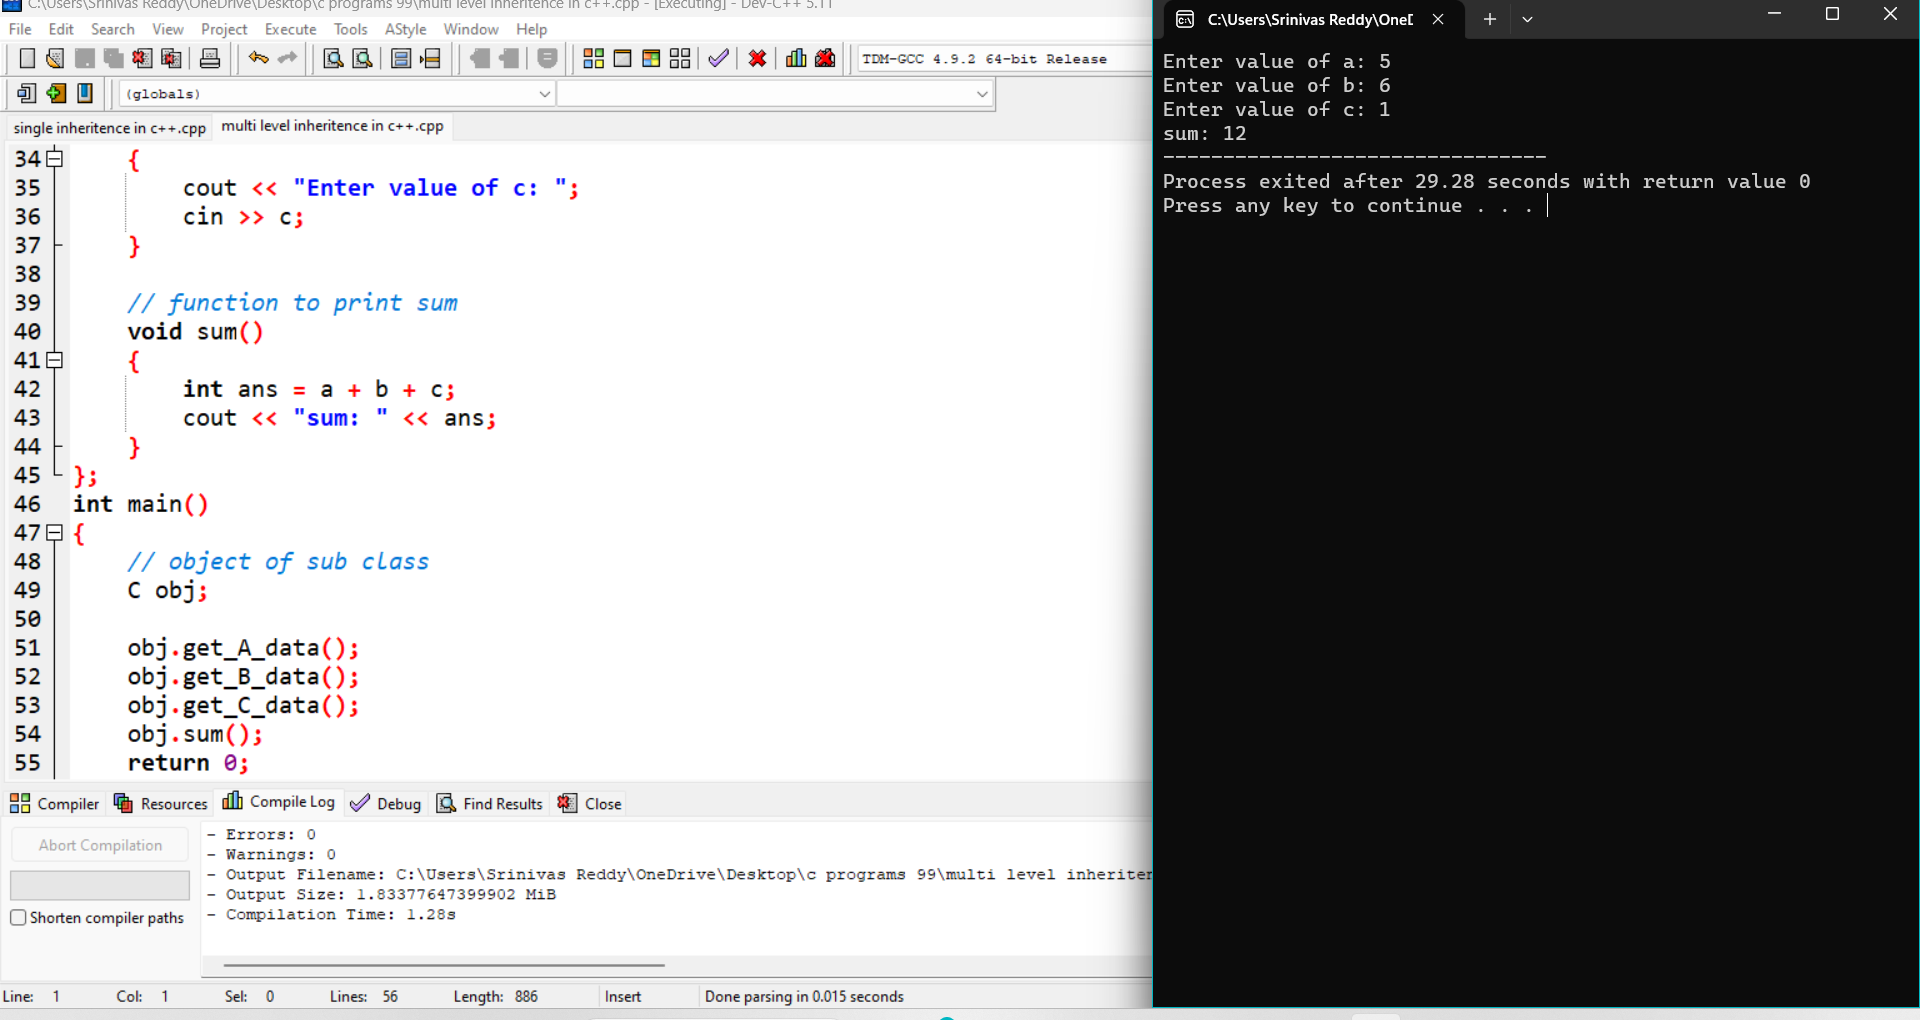 C:\Users\Srinivas Reddy\OneDrive\Desktop\c programs 99\multi level inheritence in c++.cpp - [Executing] - Dev-C++ 5.11
File Edit Search View Project Execute Tools AStyle Window Help
TDM-GCC 4.9.2 64-bit Release
(globals)
single inheritence in c++.cpp multi level inheritence in c++.cpp
34 {
35 cout << "Enter value of c: ";
36 cin >> c;
37 }
38
39 // function to print sum
40 void sum()
41 {
42 int ans = a + b + c;
43 cout << "sum: " << ans;
44 }
45 };
46 int main()
47 {
48 // object of sub class
49 C obj;
50
51 obj.get_A_data();
52 obj.get_B_data();
53 obj.get_C_data();
54 obj.sum();
55 return 0;
Compiler Resources Compile Log Debug Find Results Close
Abort Compilation
Shorten compiler paths
- Errors: 0
- Warnings: 0
- Output Filename: C:\Users\Srinivas Reddy\OneDrive\Desktop\c programs 99\multi level inheriten
- Output Size: 1.83377647399902 MiB
- Compilation Time: 1.28s
Line: 1 Col: 1 Sel: 0 Lines: 56 Length: 886 Insert Done parsing in 0.015 seconds
C:\Users\Srinivas Reddy\OneD
Enter value of a: 5
Enter value of b: 6
Enter value of c: 1
sum: 12
--------------------------------
Process exited after 29.28 seconds with return value 0
Press any key to continue . . .